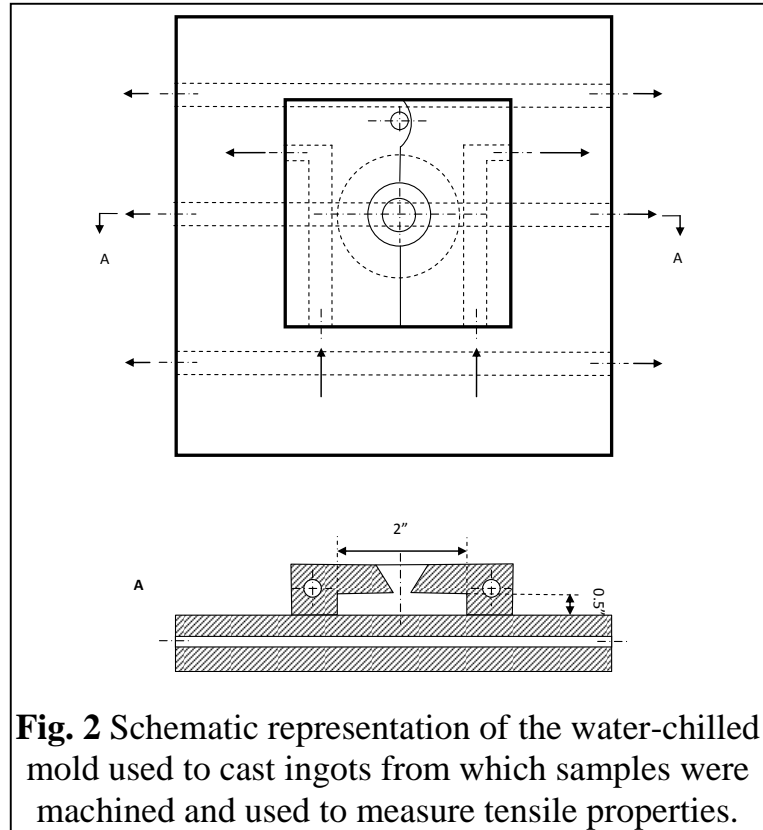 A
A
2”
A
0.5”
Fig. 2 Schematic representation of the water-chilled
mold used to cast ingots from which samples were
machined and used to measure tensile properties.